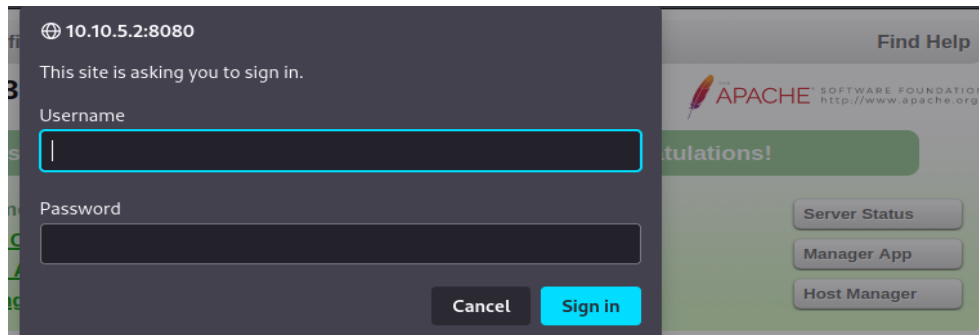 10.10.5.2:8080
Find Help
This site is asking you to sign in.
APACHE SOFTWARE FOUNDATION
http://www.apache.org
Username
tulations!
Password
Server Status
Manager App
Host Manager
Cancel
Sign in